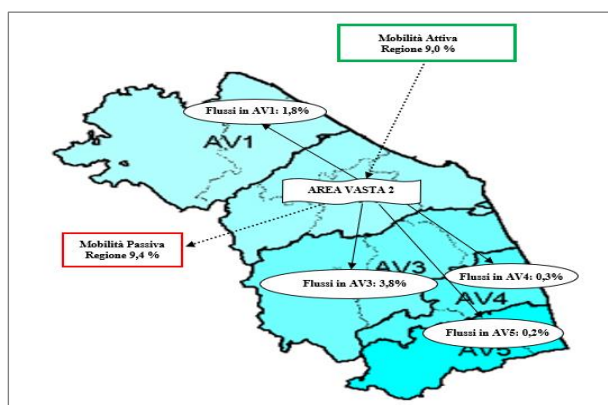 Mobilità Attiva
Regione 9,0 %
Flussi in AV1: 1,8%
AV1
AREA VASTA 2
Mobilità Passiva
Regione 9,4 %
AV3
Flussi in AV4: 0,3%
Flussi in AV3: 3,8%
AV4
Flussi in AV5: 0,2%
AV5